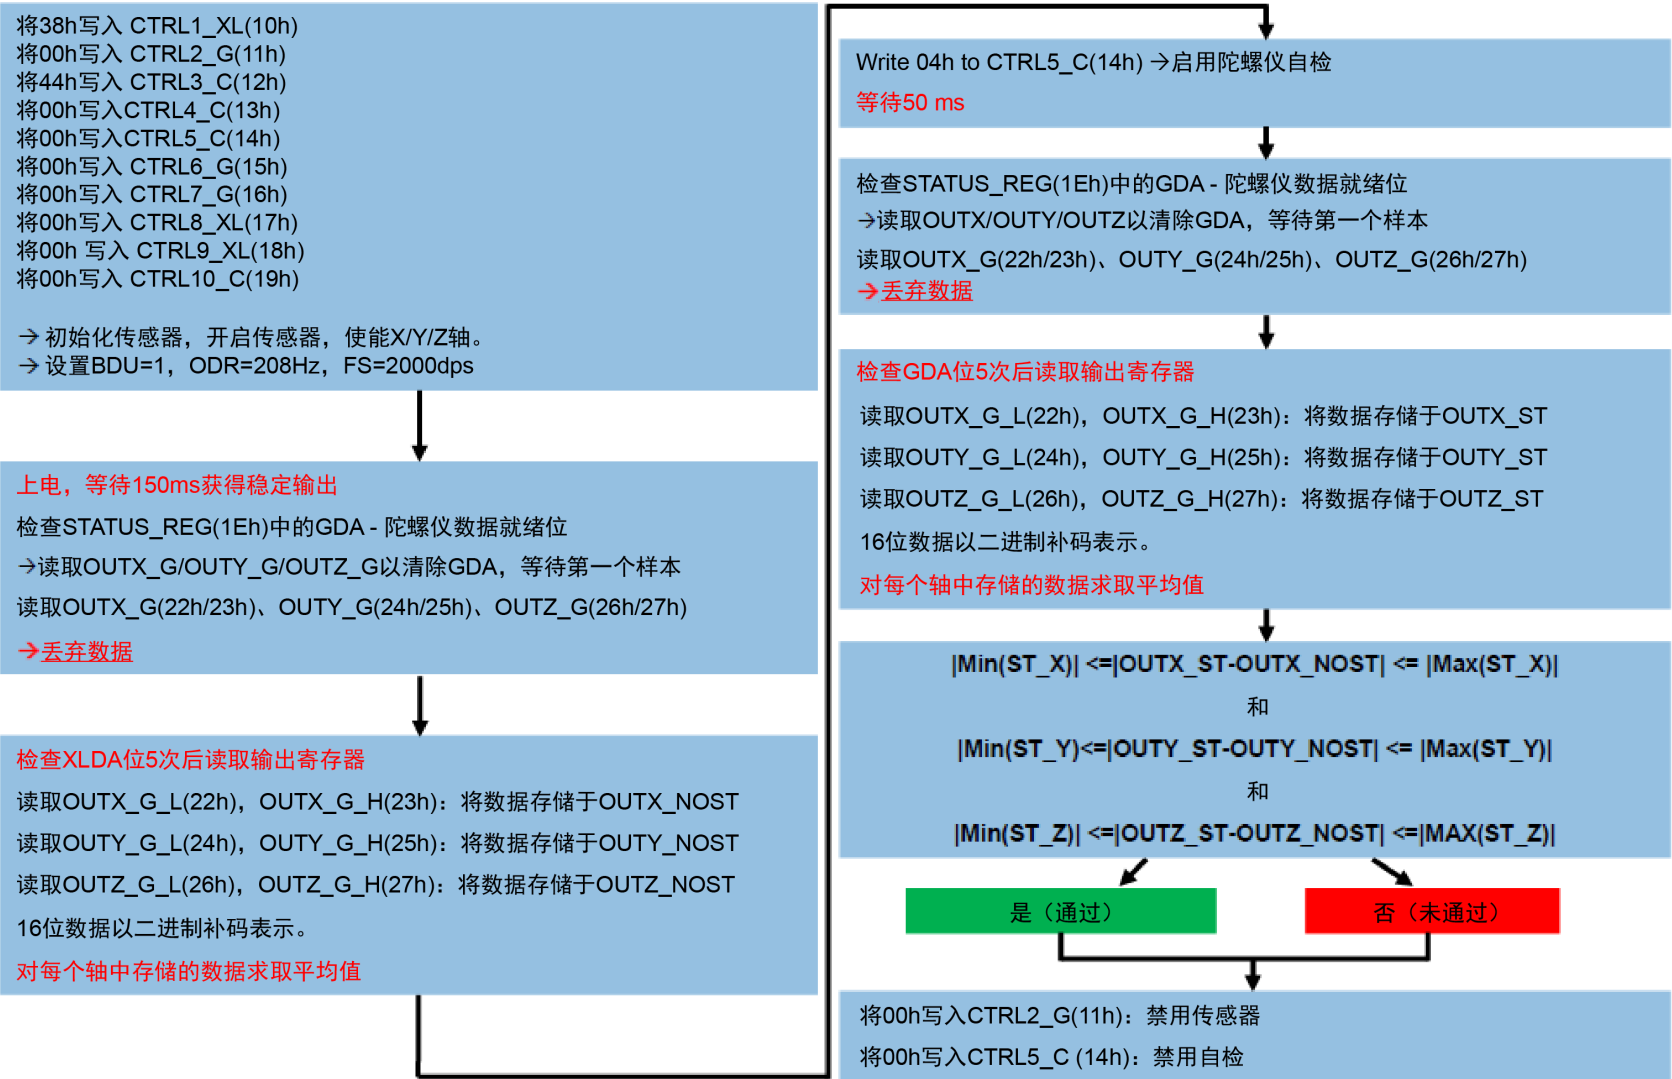 将38h写入 CTRL1_XL(10h)
将00h写入 CTRL2_G(11h)
将44h写入 CTRL3_C(12h)
将00h写入CTRL4_C(13h)
将00h写入CTRL5_C(14h)
将00h写入 CTRL6_G(15h)
将00h写入 CTRL7_G(16h)
将00h写入 CTRL8_XL(17h)
将00h 写入 CTRL9_XL(18h)
将00h写入 CTRL10_C(19h)
→ 初始化传感器，开启传感器，使能X/Y/Z轴。
→ 设置BDU=1，ODR=208Hz，FS=2000dps
上电，等待150ms获得稳定输出
检查STATUS_REG(1Eh)中的GDA - 陀螺仪数据就绪位
→读取OUTX_G/OUTY_G/OUTZ_G以清除GDA，等待第一个样本
读取OUTX_G(22h/23h)、OUTY_G(24h/25h)、OUTZ_G(26h/27h)
→丢弃数据
检查XLDA位5次后读取输出寄存器
读取OUTX_G_L(22h)，OUTX_G_H(23h)：将数据存储于OUTX_NOST
读取OUTY_G_L(24h)，OUTY_G_H(25h)：将数据存储于OUTY_NOST
读取OUTZ_G_L(26h)，OUTZ_G_H(27h)：将数据存储于OUTZ_NOST
16位数据以二进制补码表示。
对每个轴中存储的数据求取平均值
Write 04h to CTRL5_C(14h) →启用陀螺仪自检
等待50 ms
检查STATUS_REG(1Eh)中的GDA - 陀螺仪数据就绪位
→读取OUTX/OUTY/OUTZ以清除GDA，等待第一个样本
读取OUTX_G(22h/23h)、OUTY_G(24h/25h)、OUTZ_G(26h/27h)
→丢弃数据
检查GDA位5次后读取输出寄存器
读取OUTX_G_L(22h)，OUTX_G_H(23h)：将数据存储于OUTX_ST
读取OUTY_G_L(24h)，OUTY_G_H(25h)：将数据存储于OUTY_ST
读取OUTZ_G_L(26h)，OUTZ_G_H(27h)：将数据存储于OUTZ_ST
16位数据以二进制补码表示。
对每个轴中存储的数据求取平均值
|Min(ST_X)| <=|OUTX_ST-OUTX_NOST| <= |Max(ST_X)|
和
|Min(ST_Y)<=|OUTY_ST-OUTY_NOST| <= |Max(ST_Y)|
和
|Min(ST_Z)| <=|OUTZ_ST-OUTZ_NOST| <=|MAX(ST_Z)|
是（通过）
否（未通过）
将00h写入CTRL2_G(11h)：禁用传感器
将00h写入CTRL5_C (14h)：禁用自检